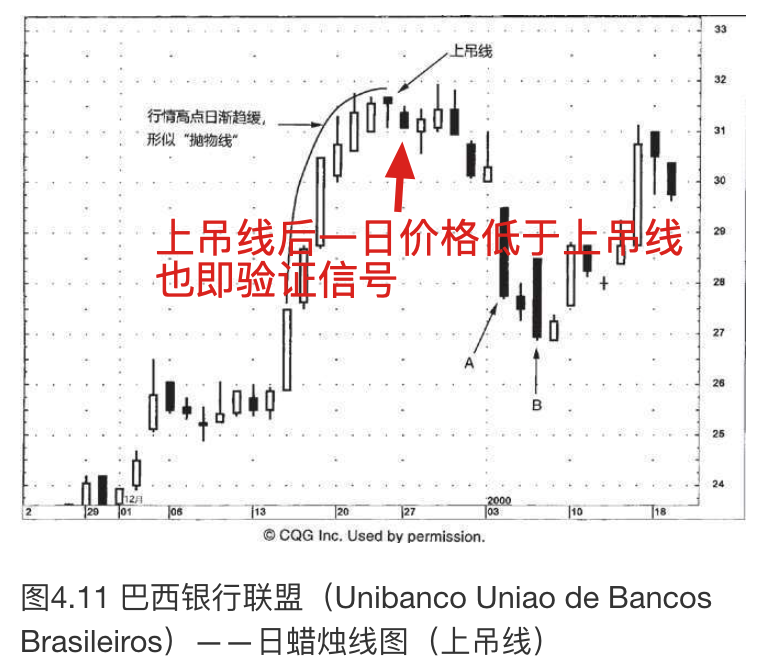 33
上吊线
32
行情高点日渐趋缓，
形似“抛物线”
31
30
上吊线后一日价格低于上吊线
也即验证信号
29
28
27
A
26
B
25
24
12月
2000
2 29 01 06 13 20 27 03 10 18
© CQG Inc. Used by permission.
图4.11 巴西银行联盟（Unibanco Uniao de Bancos
Brasileiros）——日蜡烛线图（上吊线）